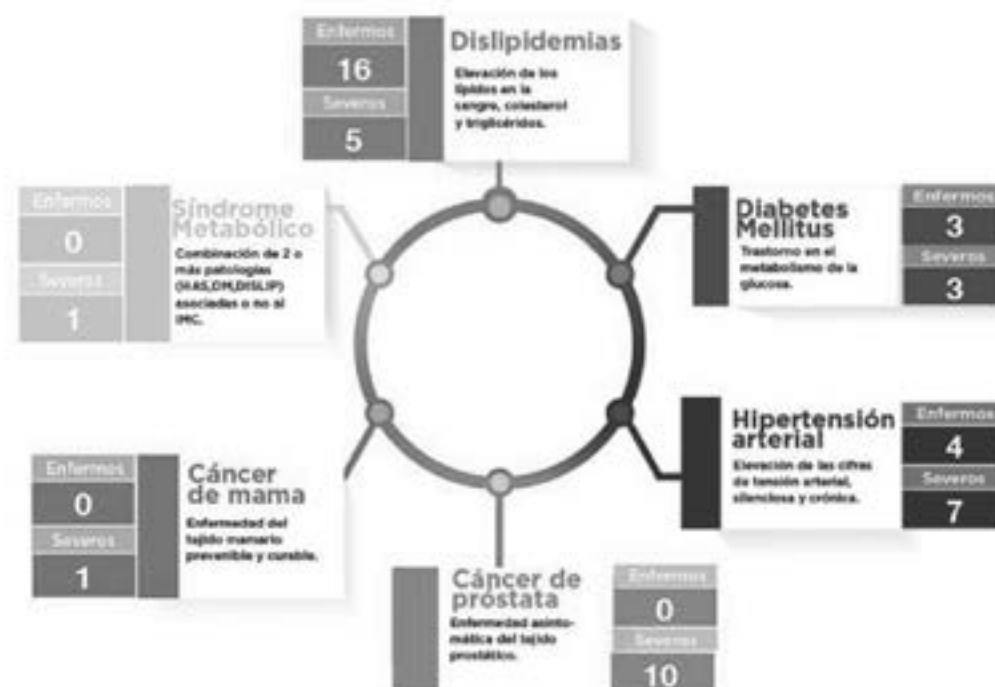 Enfermos
16
Severos
5
Dislipidemias
Elevación de los
lípidos en la
sangre, colesterol
y triglicéridos.
Enfermos
0
Severos
1
Síndrome
Metabólico
Combinación de 2 o
más patologías
(HAS,DM,DISLIP)
asociadas o no al
IMC.
Diabetes
Mellitus
Trastorno en el
metabolismo de la
glucosa.
Enfermos
3
Severos
3
Hipertensión
arterial
Elevación de las cifras
de tensión arterial,
silenciosa y crónica.
Enfermos
4
Severos
7
Enfermos
0
Severos
1
Cáncer
de mama
Enfermedad del
tejido mamario
prevenible y curable.
Cáncer de
próstata
Enfermedad asinto-
mática del tejido
prostático.
Enfermos
0
Severos
10